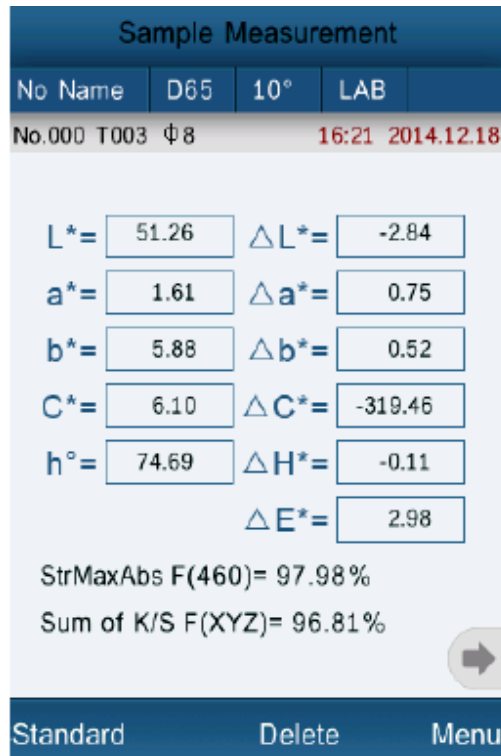 Sample Measurement
No Name D65 10° LAB
No.000 T003 ф8 16:21 2014.12.18
L*= 51.26 △L*= -2.84
a*= 1.61 △a*= 0.75
b*= 5.88 △b*= 0.52
C*= 6.10 △C*= -319.46
h°= 74.69 △H*= -0.11
△E*= 2.98
StrMaxAbs F(460)= 97.98%
Sum of K/S F(XYZ)= 96.81%
Standard Delete Menu